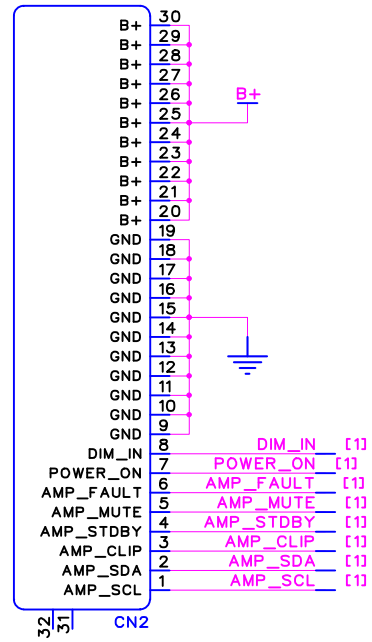 B+ 30
B+ 29
B+ 28
B+ 27
B+ 26
B+
B+ 25
B+ 24
B+ 23
B+ 22
B+ 21
B+ 20
GND 19
GND 18
GND 17
GND 16
GND 15
GND 14
GND 13
GND 12
GND 11
GND 10
GND 9
DIM_IN 8 DIM_IN [1]
POWER_ON 7 POWER_ON [1]
AMP_FAULT 6 AMP_FAULT [1]
AMP_MUTE 5 AMP_MUTE [1]
AMP_STDBY 4 AMP_STDBY [1]
AMP_CLIP 3 AMP_CLIP [1]
AMP_SDA 2 AMP_SDA [1]
AMP_SCL 1 AMP_SCL [1]
32 31 CN2